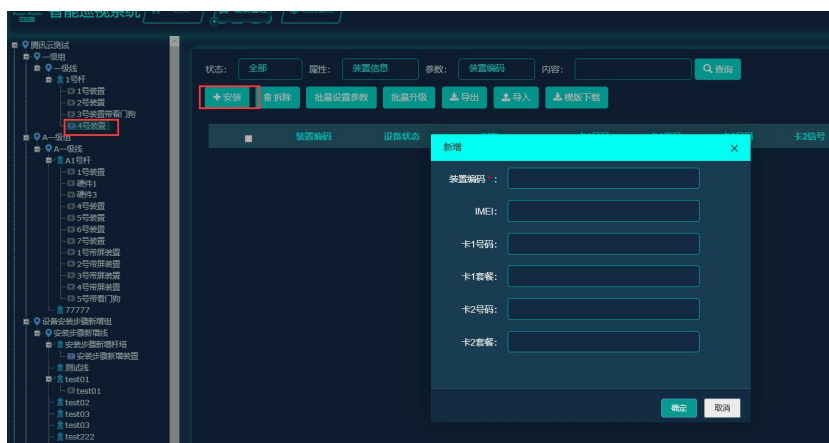 智能巡视系统
腾讯云测试
一级组
一级线
1号杆
1号装置
2号装置
3号装置带看门狗
4号装置
A一级组
A一级线
A1号杆
1号装置
硬件1
硬件3
4号装置
5号装置
6号装置
7号装置
1号带屏装置
2号带屏装置
3号带屏装置
4号带屏装置
5号带看门狗
77777
设备安装步骤新增组
安装步骤新增线
安装步骤新增杆塔
安装步骤新增装置
测试线
test01
test01
test02
test03
test03
test222
状态: 全部 属性: 装置信息 参数: 装置编码 内容: 查询
安装 拆除 批量设置参数 批量升级 导出 导入 模版下载
装置编码 设备状态 卡2信号
新增 ×
装置编码*:
IMEI:
卡1号码:
卡1套餐:
卡2号码:
卡2套餐:
确定 取消